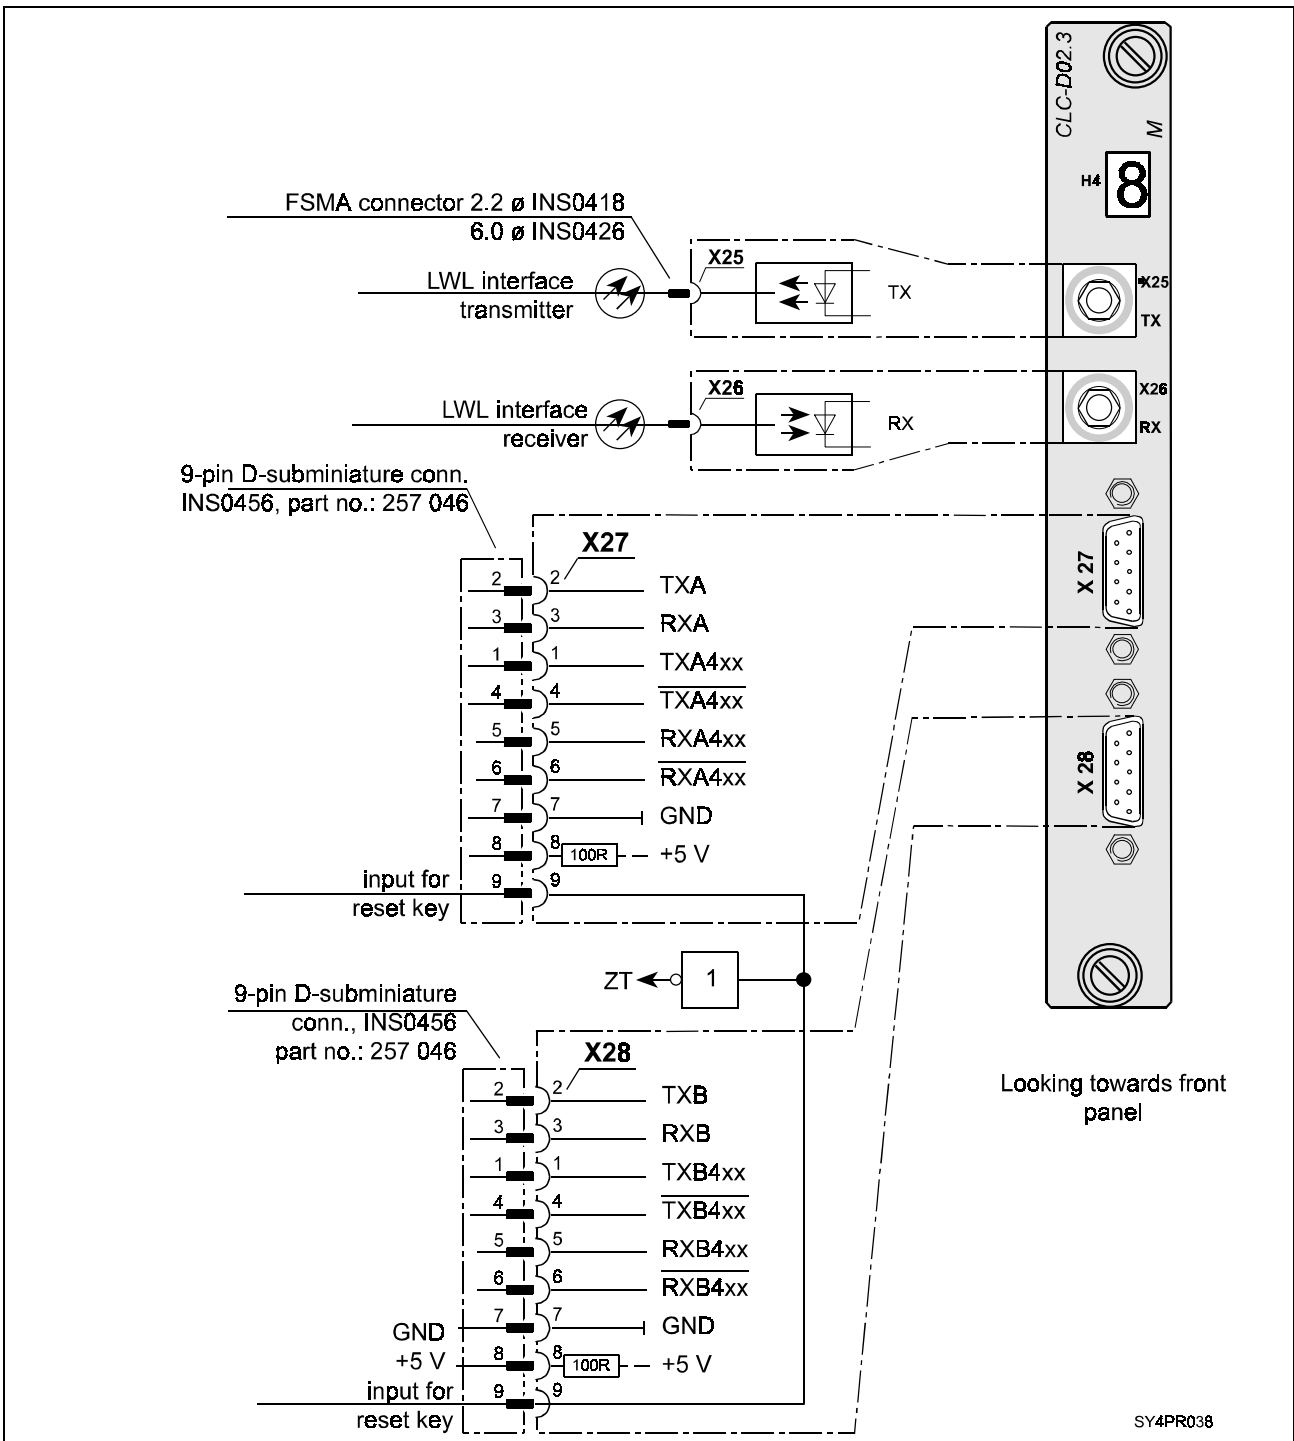 CLC-D02.3
M
H4
8
FSMA connector 2.2 ø INS0418
6.0 ø INS0426
X25
LWL interface
transmitter
TX
X25
TX
X26
LWL interface
receiver
RX
X26
RX
9-pin D-subminiature conn.
INS0456, part no.: 257 046
X27
X 27
2 2 TXA
3 3 RXA
1 1 TXA4xx
4 4 TXA4xx
5 5 RXA4xx
6 6 RXA4xx
7 7 GND
8 8 100R +5 V
input for
reset key
9 9
X 28
ZT 1
9-pin D-subminiature
conn., INS0456
part no.: 257 046
X28
2 2 TXB
3 3 RXB
1 1 TXB4xx
4 4 TXB4xx
5 5 RXB4xx
6 6 RXB4xx
GND 7 7 GND
+5 V 8 8 100R +5 V
input for
reset key
9 9
Looking towards front
panel
SY4PR038